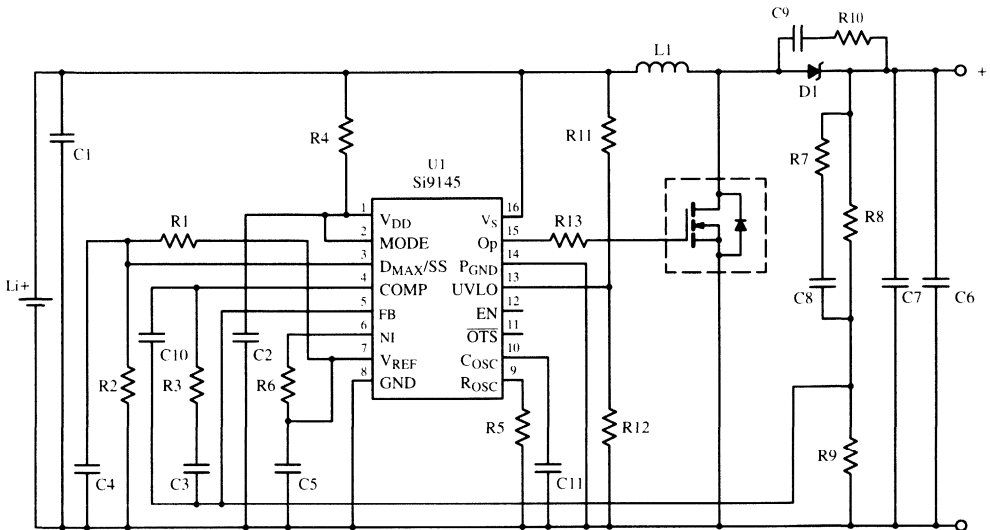 C9
R10
L1
+
D1
R4
R11
C1
R7
U1
Si9145
R8
1
VDD
VS
16
R1
2
MODE
Op
15
R13
3
DMAX/SS
PGND
14
4
COMP
UVLO
13
Li+
C8
C7
C6
5
FB
EN
12
6
NI
OTS
11
C10
C2
7
VREF
COSC
10
R2
R3
R6
8
GND
ROSC
9
R5
R12
R9
C4
C3
C5
C11